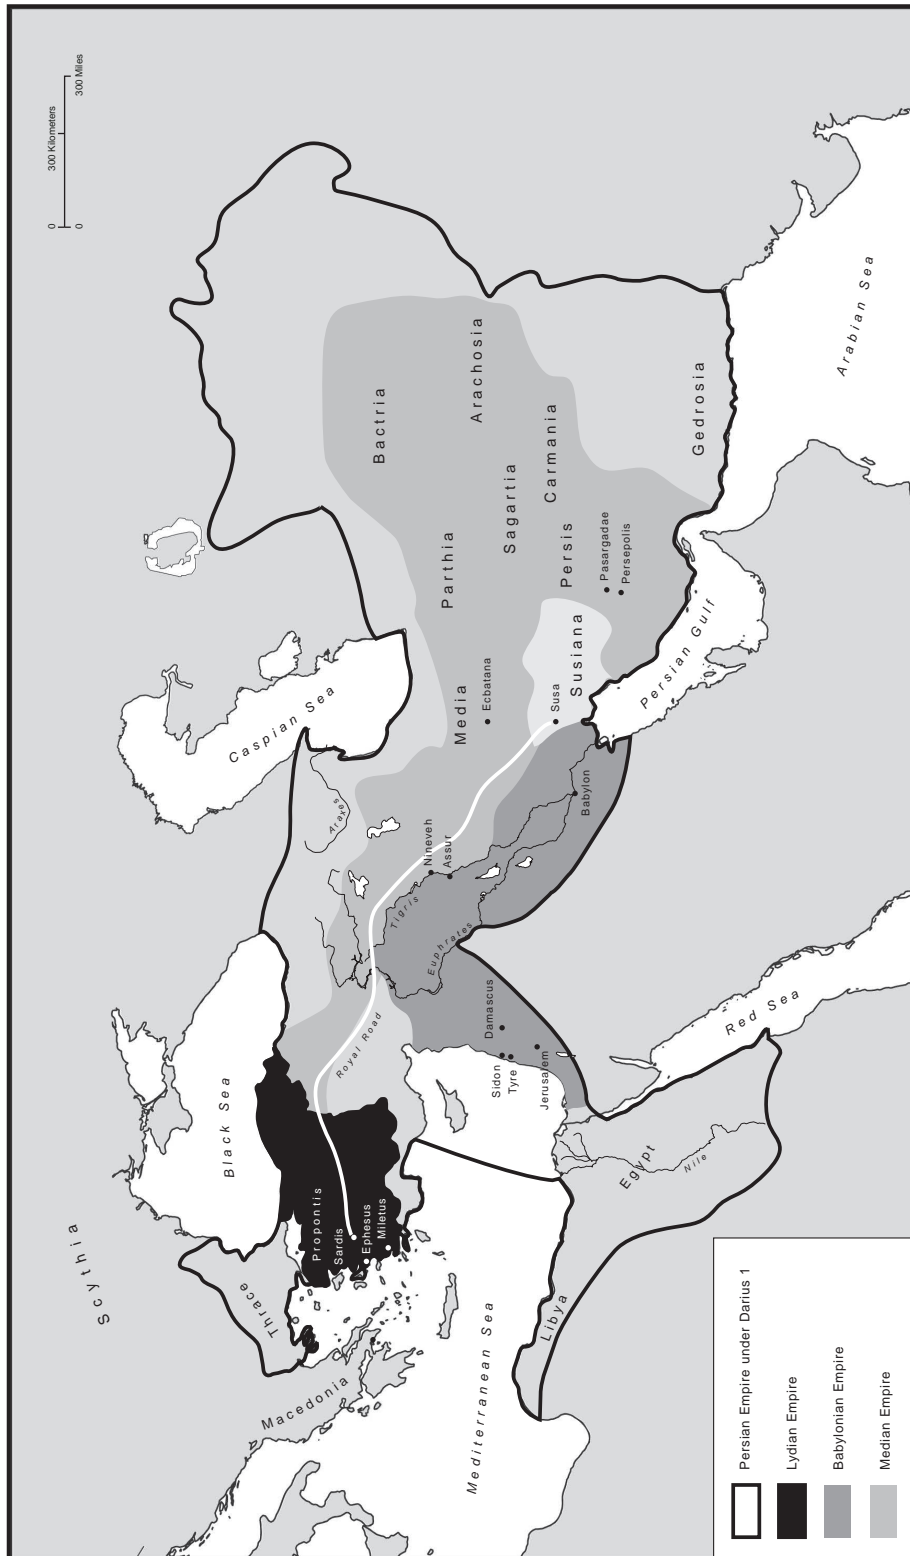 0 300 Kilometers
0 300 Miles
Scythia
Macedonia
Thrace
Black Sea
Caspian Sea
Propontis
Sardis
Ephesus
Miletus
Royal Road
Araxes
Tigris
Euphrates
Nineveh
Assur
Media
Ecbatana
Parthia
Bactria
Arachosia
Sagartia
Carmania
Persis
Pasargadae
Persepolis
Susiana
Susa
Babylon
Gedrosia
Persian Gulf
Arabian Sea
Damascus
Sidon
Tyre
Jerusalem
Red Sea
Egypt
Nile
Libya
Mediterranean Sea
Persian Empire under Darius 1
Lydian Empire
Babylonian Empire
Median Empire